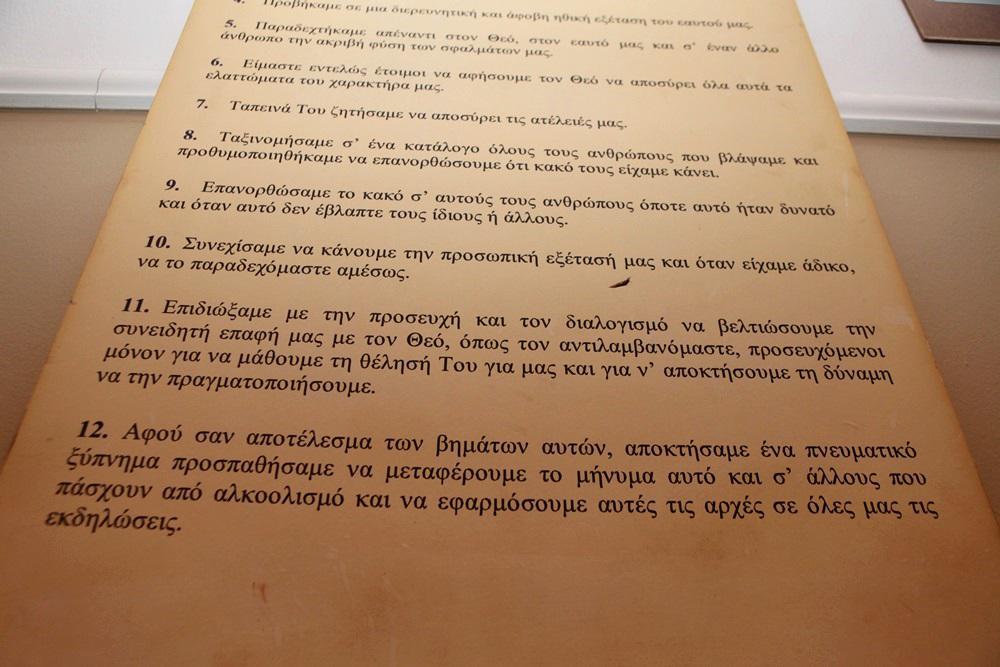 4. Προβήκαμε σε μια διερευνητική και άφοβη ηθική εξέταση του εαυτού μας.
5. Παραδεχτήκαμε απέναντι στον Θεό, στον εαυτό μας και σ' έναν άλλο
άνθρωπο την ακριβή φύση των σφαλμάτων μας.
6. Είμαστε εντελώς έτοιμοι να αφήσουμε τον Θεό να αποσύρει όλα αυτά τα
ελαττώματα του χαρακτήρα μας.
7. Ταπεινά Του ζητήσαμε να αποσύρει τις ατέλειές μας.
8. Ταξινομήσαμε σ' ένα κατάλογο όλους τους ανθρώπους που βλάψαμε και
προθυμοποιηθήκαμε να επανορθώσουμε ότι κακό τους είχαμε κάνει.
9. Επανορθώσαμε το κακό σ' αυτούς τους ανθρώπους όποτε αυτό ήταν δυνατό
και όταν αυτό δεν έβλαπτε τους ίδιους ή άλλους.
10. Συνεχίσαμε να κάνουμε την προσωπική εξέτασή μας και όταν είχαμε άδικο,
να το παραδεχόμαστε αμέσως.
11. Επιδιώξαμε με την προσευχή και τον διαλογισμό να βελτιώσουμε την
συνειδητή επαφή μας με τον Θεό, όπως τον αντιλαμβανόμαστε, προσευχόμενοι
μόνον για να μάθουμε τη θέλησή Του για μας και για ν' αποκτήσουμε τη δύναμη
να την πραγματοποιήσουμε.
12. Αφού σαν αποτέλεσμα των βημάτων αυτών, αποκτήσαμε ένα πνευματικό
ξύπνημα προσπαθήσαμε να μεταφέρουμε το μήνυμα αυτό και σ' άλλους που
πάσχουν από αλκοολισμό και να εφαρμόσουμε αυτές τις αρχές σε όλες μας τις
εκδηλώσεις.